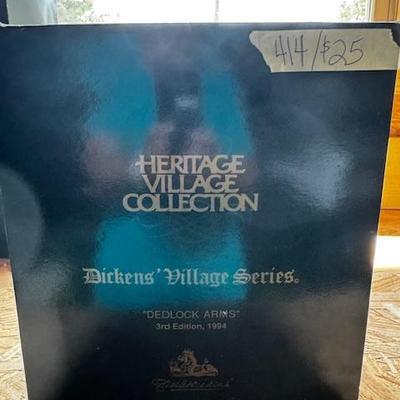 414/$25
HERITAGE
VILLAGE
COLLECTION
Dickens' Village Series©
"DEDLOCK ARMS"
3rd Edition, 1994